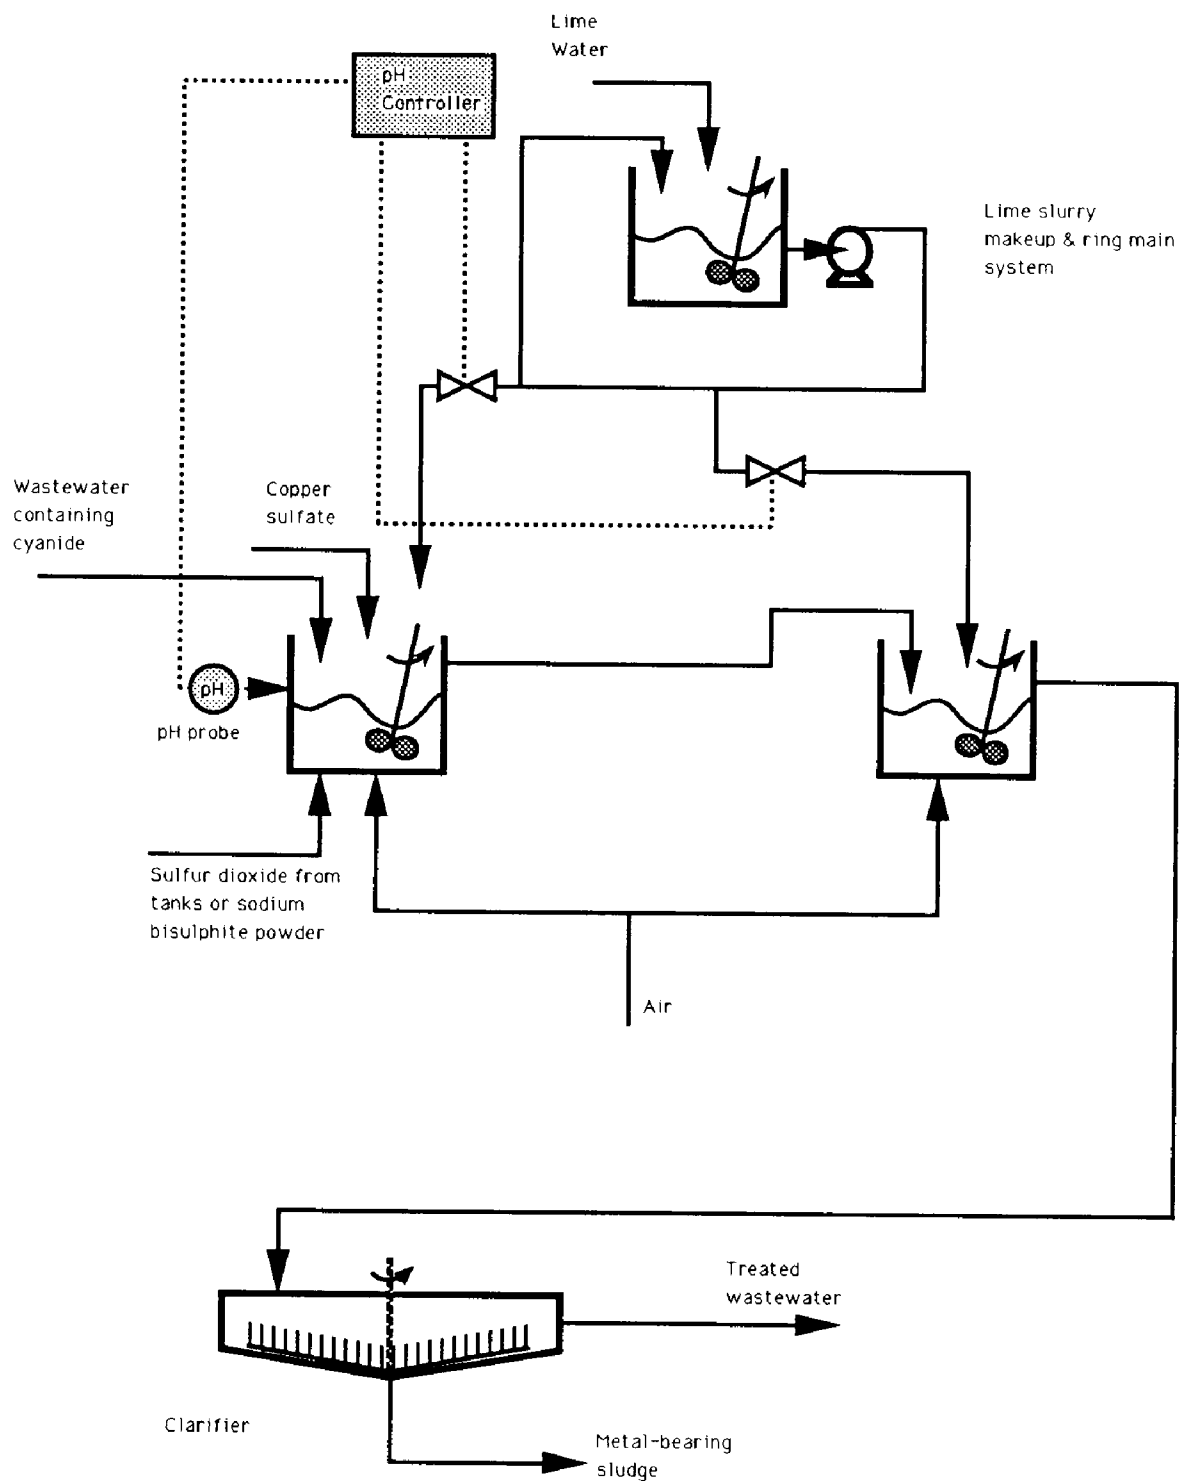 Lime
Water
pH
Controller
Lime slurry
makeup & ring main
system
Wastewater
containing
cyanide
Copper
sulfate
pH
pH probe
Sulfur dioxide from
tanks or sodium
bisulphite powder
Air
Treated
wastewater
Clarifier
Metal-bearing
sludge